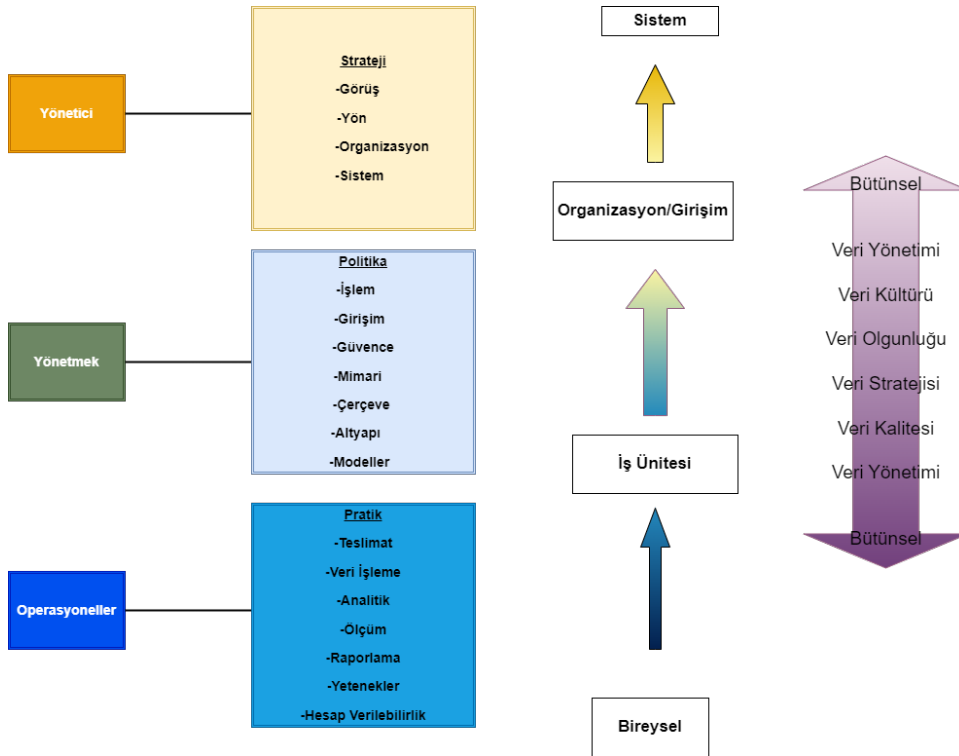 Yönetici
Strateji
-Görüş
-Yön
-Organizasyon
-Sistem
Yönetmek
Politika
-İşlem
-Girişim
-Güvence
-Mimari
-Çerçeve
-Altyapı
-Modeller
Operasyoneller
Pratik
-Teslimat
-Veri İşleme
-Analitik
-Ölçüm
-Raporlama
-Yetenekler
-Hesap Verilebilirlik
Sistem
Organizasyon/Girişim
İş Ünitesi
Bireysel
Bütünsel
Veri Yönetimi
Veri Kültürü
Veri Olgunluğu
Veri Stratejisi
Veri Kalitesi
Veri Yönetimi
Bütünsel